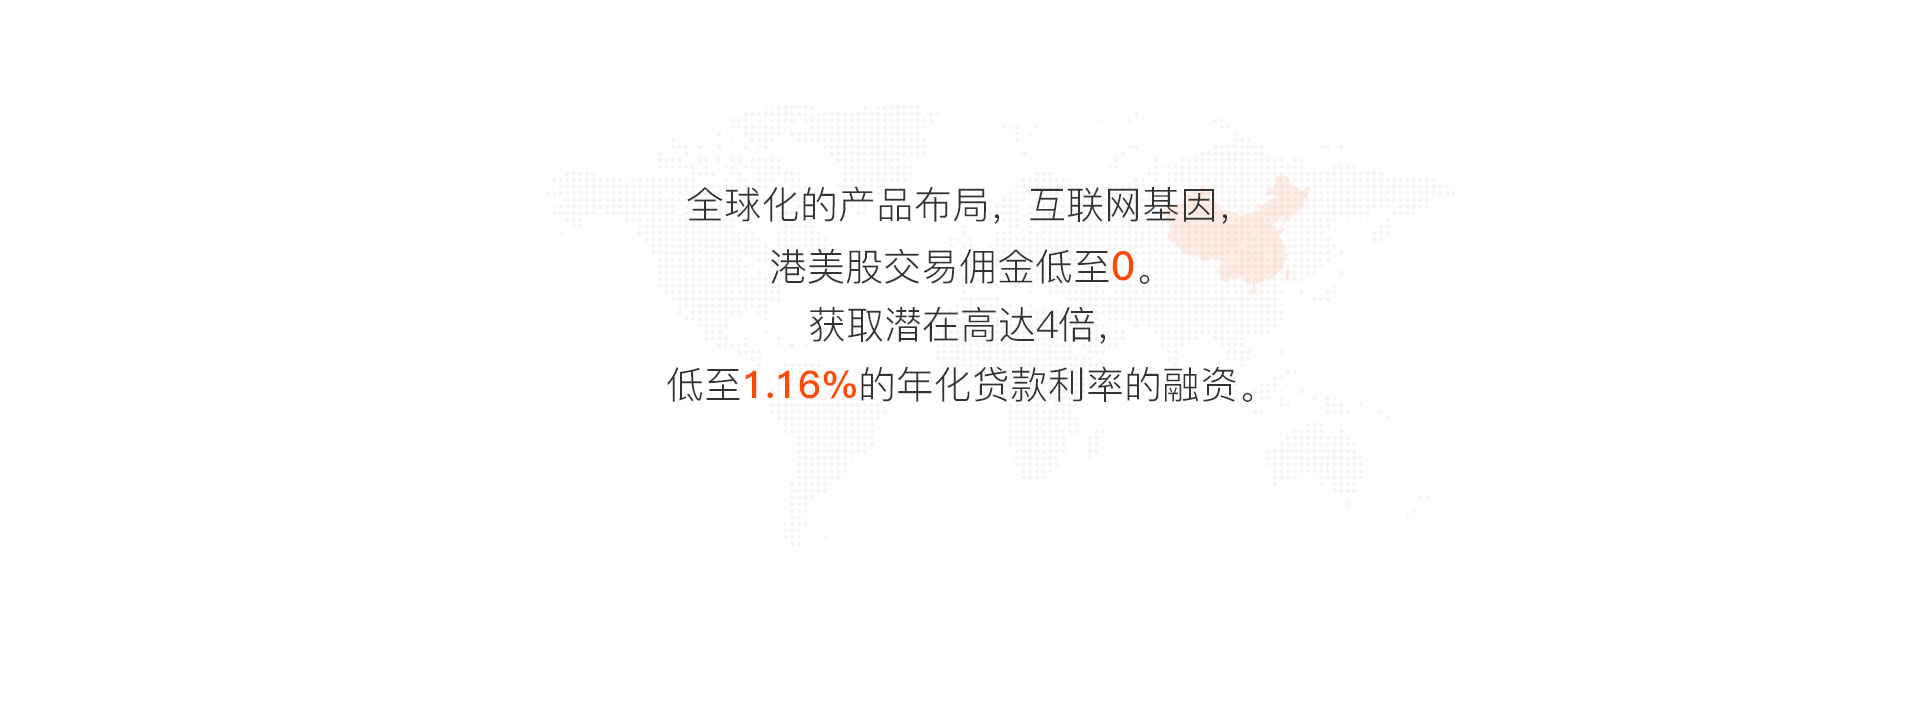 全球化的产品布局，互联网基因，
港美股交易佣金低至0。
获取潜在高达4倍，
低至1.16%的年化贷款利率的融资。